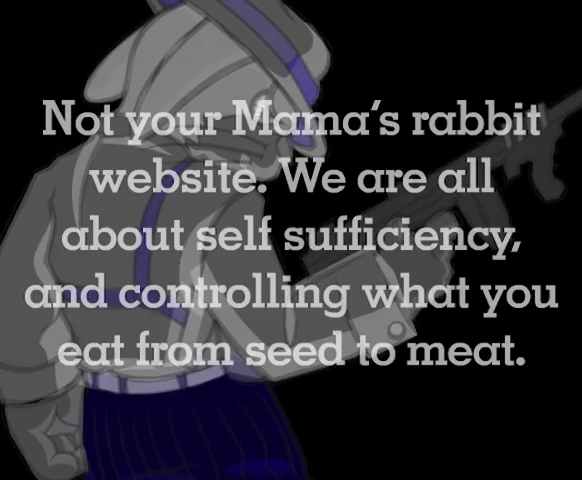 Not your Mama's rabbit
website. We are all
about self sufficiency,
and controlling what you
eat from seed to meat.